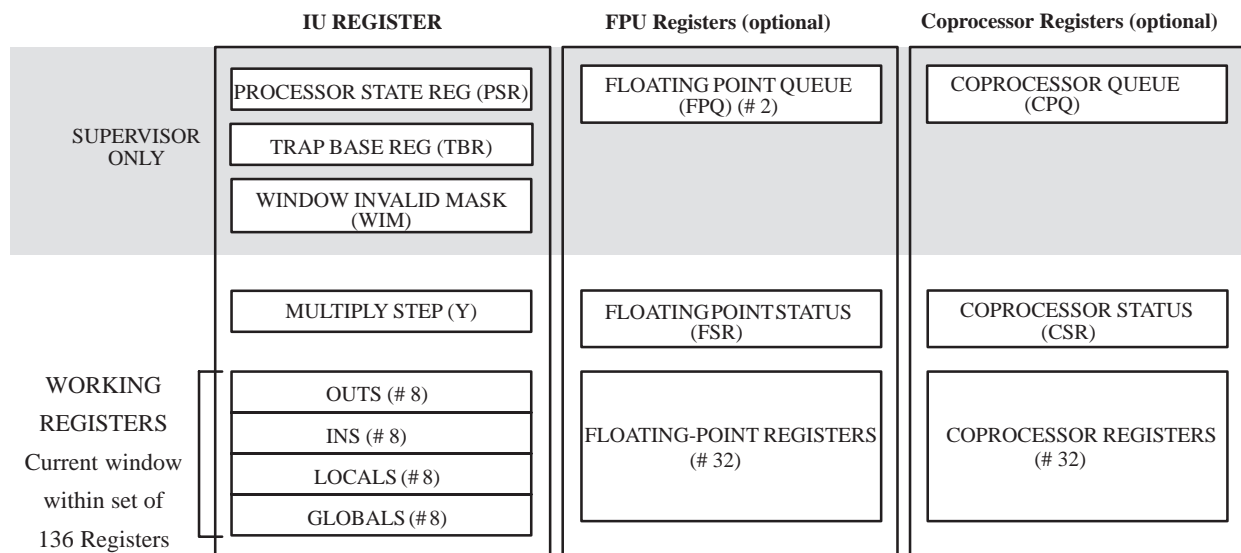 IU REGISTER
FPU Registers (optional)
Coprocessor Registers (optional)
SUPERVISOR
ONLY
PROCESSOR STATE REG (PSR)
TRAP BASE REG (TBR)
WINDOW INVALID MASK
(WIM)
FLOATING POINT QUEUE
(FPQ) (# 2)
COPROCESSOR QUEUE
(CPQ)
MULTIPLY STEP (Y)
FLOATING POINT STATUS
(FSR)
COPROCESSOR STATUS
(CSR)
WORKING
REGISTERS
Current window
within set of
136 Registers
OUTS (# 8)
INS (# 8)
LOCALS (# 8)
GLOBALS (# 8)
FLOATING-POINT REGISTERS
(# 32)
COPROCESSOR REGISTERS
(# 32)